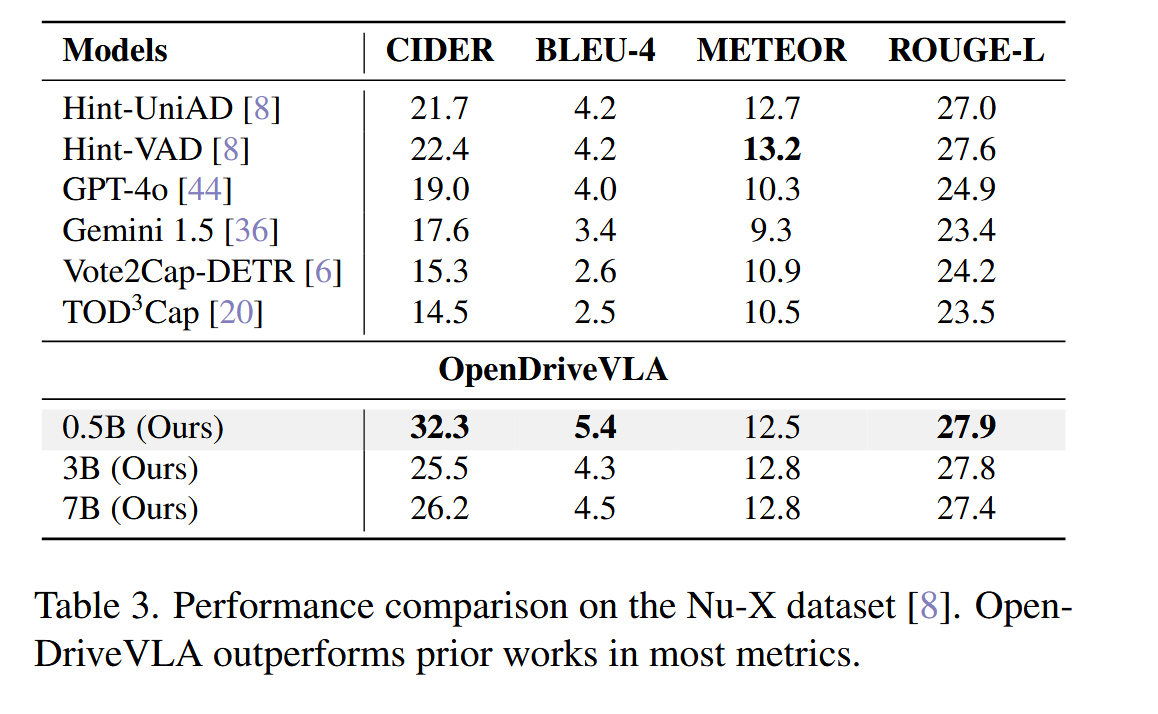 Models CIDER BLEU-4 METEOR ROUGE-L
Hint-UniAD [8] 21.7 4.2 12.7 27.0
Hint-VAD [8] 22.4 4.2 13.2 27.6
GPT-4o [44] 19.0 4.0 10.3 24.9
Gemini 1.5 [36] 17.6 3.4 9.3 23.4
Vote2Cap-DETR [6] 15.3 2.6 10.9 24.2
TOD³Cap [20] 14.5 2.5 10.5 23.5
OpenDriveVLA
0.5B (Ours) 32.3 5.4 12.5 27.9
3B (Ours) 25.5 4.3 12.8 27.8
7B (Ours) 26.2 4.5 12.8 27.4
Table 3. Performance comparison on the Nu-X dataset [8]. Open-
DriveVLA outperforms prior works in most metrics.